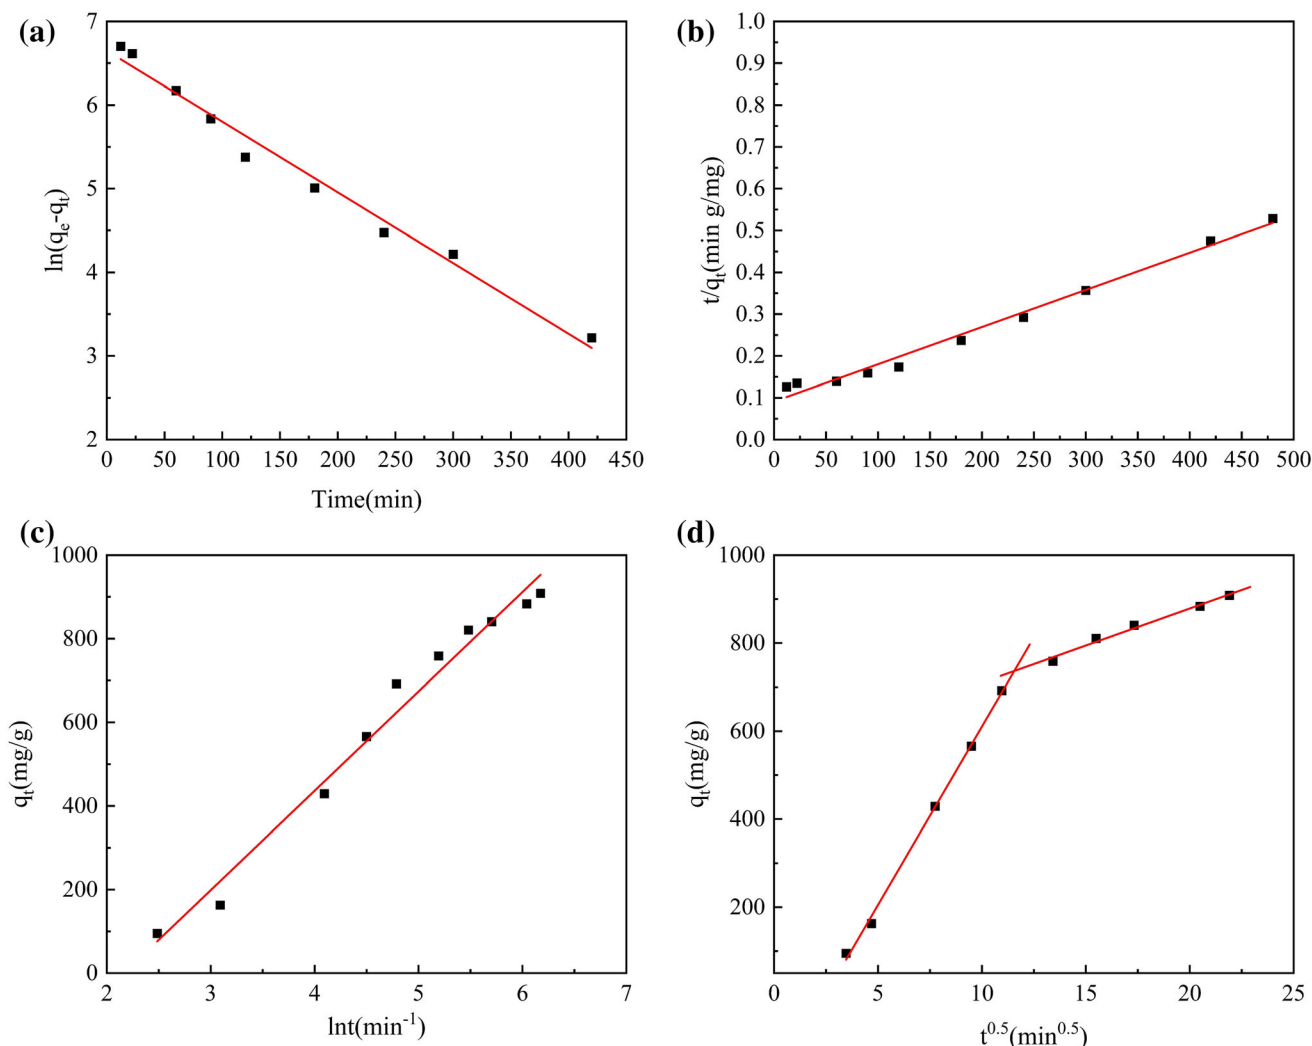 (a)
7
6
5
4
3
2
ln(qₑ-qₜ)
0 50 100 150 200 250 300 350 400 450
Time(min)
(b)
1.0
0.9
0.8
0.7
0.6
0.5
0.4
0.3
0.2
0.1
0.0
t/qₜ(min g/mg)
0 50 100 150 200 250 300 350 400 450 500
(c)
1000
800
600
400
200
0
qₜ(mg/g)
2 3 4 5 6 7
lnt(min⁻¹)
(d)
1000
800
600
400
200
qₜ(mg/g)
0 5 10 15 20 25
t⁰·⁵(min⁰·⁵)